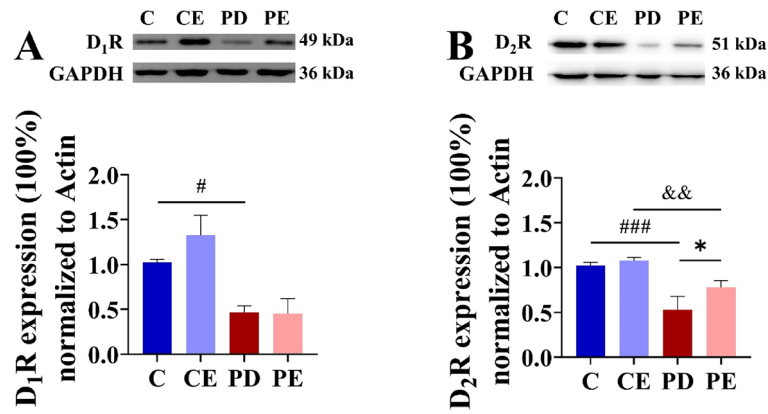 A
C CE PD PE
D1R 49 kDa
GAPDH 36 kDa
D1R expression (100%)
normalized to Actin
2.0
1.5
1.0
0.5
0.0
#
C CE PD PE
B
C CE PD PE
D2R 51 kDa
GAPDH 36 kDa
D2R expression (100%)
normalized to Actin
2.0
1.5
1.0
0.5
0.0
&&
###
*
C CE PD PE